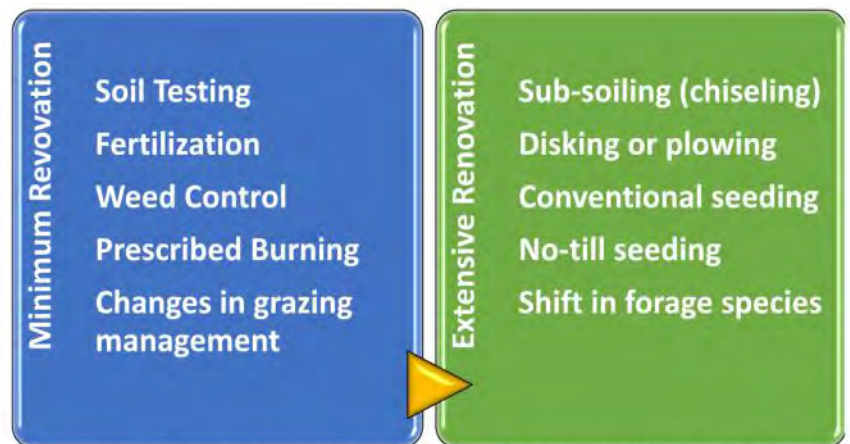 Minimum Revovation
Soil Testing
Fertilization
Weed Control
Prescribed Burning
Changes in grazing
management
Extensive Renovation
Sub-soiling (chiseling)
Disking or plowing
Conventional seeding
No-till seeding
Shift in forage species